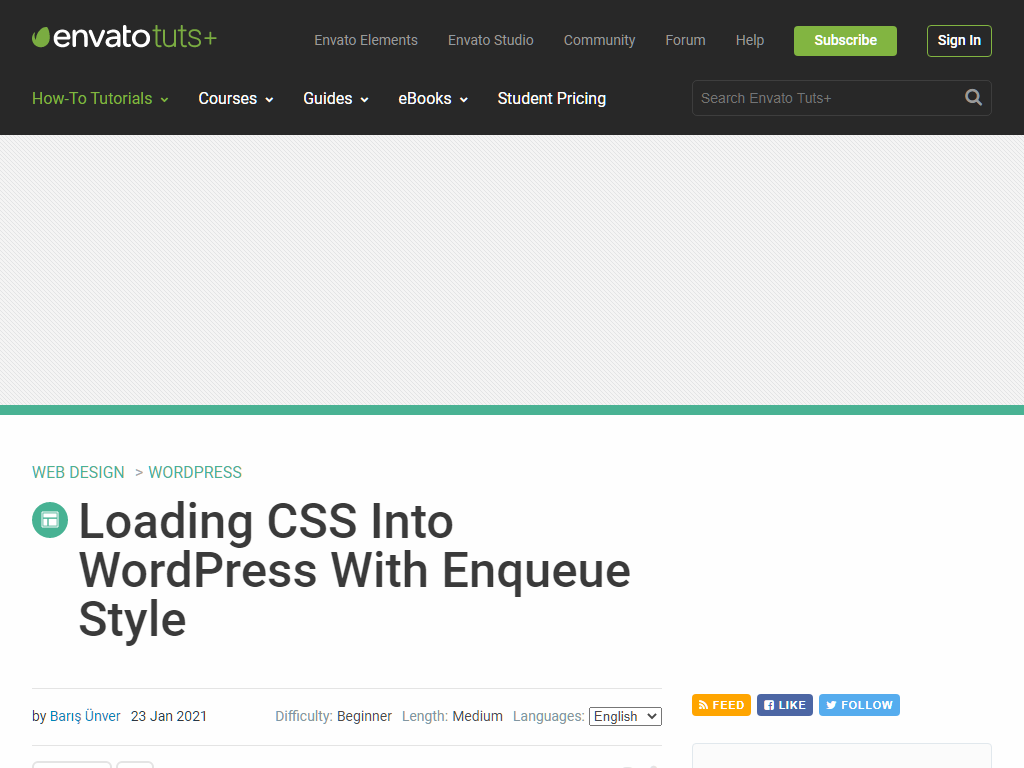 envatotuts+
Envato Elements Envato Studio Community Forum Help Subscribe Sign In
How-To Tutorials Courses Guides eBooks Student Pricing Search Envato Tuts+
WEB DESIGN > WORDPRESS
Loading CSS Into
WordPress With Enqueue
Style
by Barış Ünver 23 Jan 2021 Difficulty: Beginner Length: Medium Languages: English
FEED LIKE FOLLOW